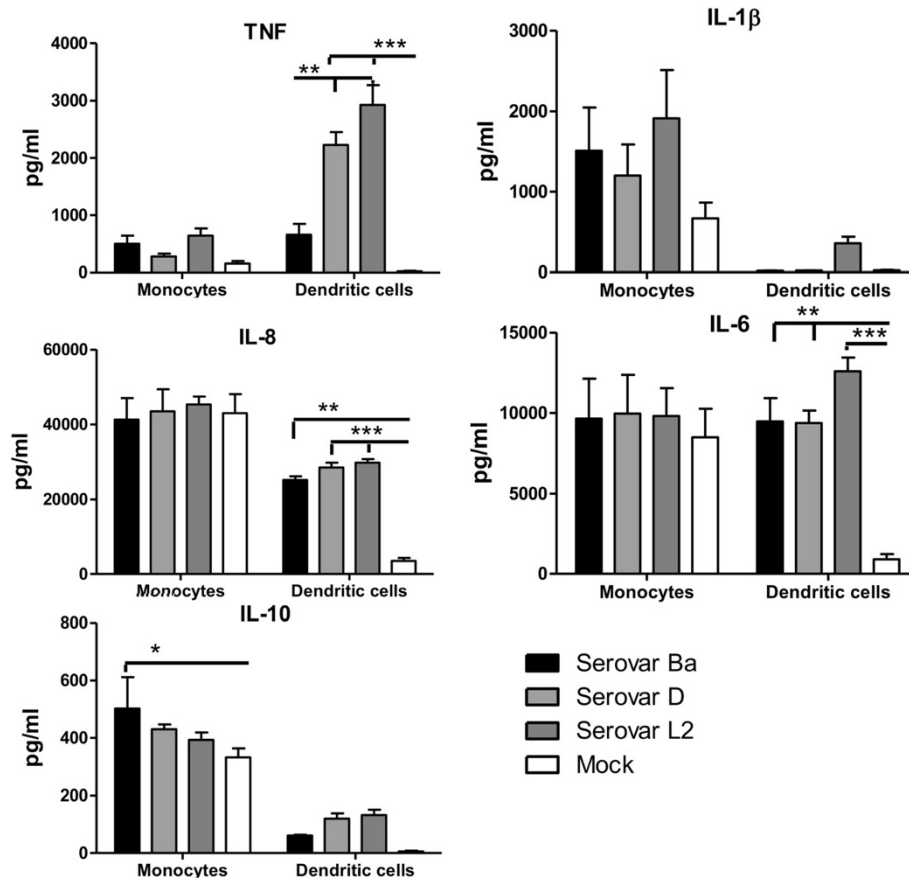 TNF
4000
3000
2000
1000
0
pg/ml
** ***
Monocytes Dendritic cells
IL-1β
3000
2000
1000
0
pg/ml
Monocytes Dendritic cells
IL-8
60000
40000
20000
0
pg/ml
**
***
Monocytes Dendritic cells
IL-6
15000
10000
5000
0
pg/ml
**
***
Monocytes Dendritic cells
IL-10
800
600
400
200
0
pg/ml
*
Monocytes Dendritic cells
Serovar Ba
Serovar D
Serovar L2
Mock